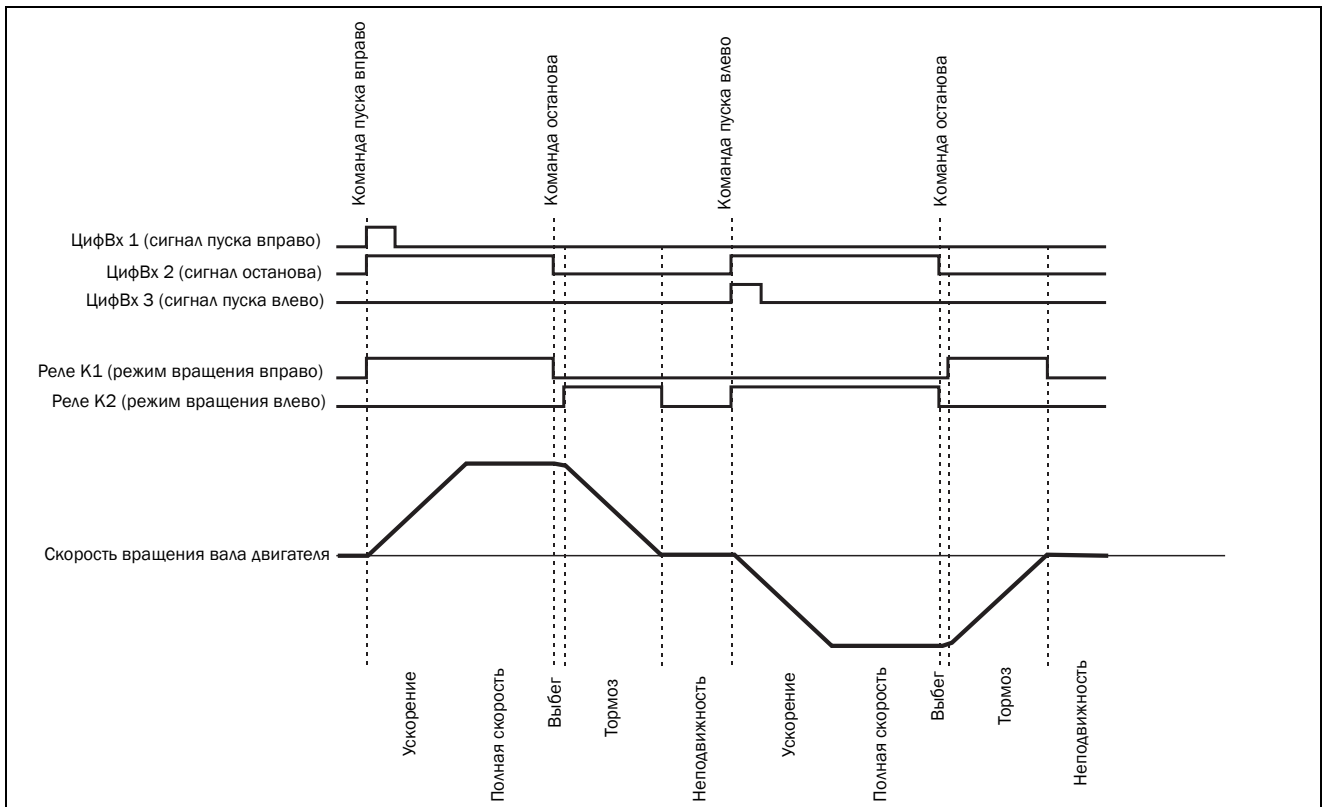 Команда пуска вправо
Команда останова
Команда пуска влево
Команда останова
ЦифВх 1 (сигнал пуска вправо)
ЦифВх 2 (сигнал останова)
ЦифВх 3 (сигнал пуска влево)
Реле K1 (режим вращения вправо)
Реле K2 (режим вращения влево)
Скорость вращения вала двигателя
Ускорение
Полная скорость
Выбег
Тормоз
Неподвижность
Ускорение
Полная скорость
Выбег
Тормоз
Неподвижность